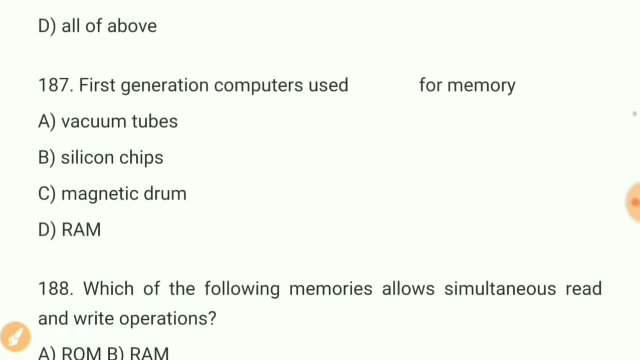 D) all of above
187. First generation computers used for memory
A) vacuum tubes
B) silicon chips
C) magnetic drum
D) RAM
188. Which of the following memories allows simultaneous read
and write operations?
A) ROM B) RAM